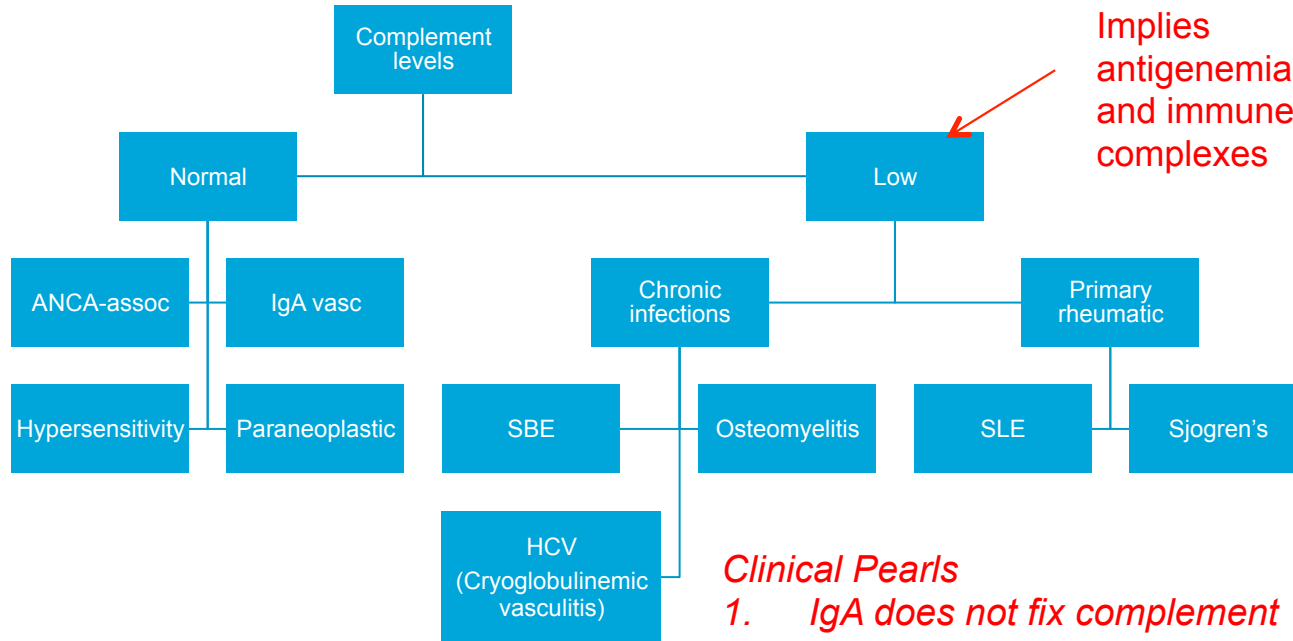 Complement
levels
Implies
antigenemia
and immune
complexes
Normal
Low
ANCA-assoc
IgA vasc
Chronic
infections
Primary
rheumatic
Hypersensitivity
Paraneoplastic
SBE
Osteomyelitis
SLE
Sjogren’s
HCV
(Cryoglobulinemic
vasculitis)
Clinical Pearls
1. IgA does not fix complement